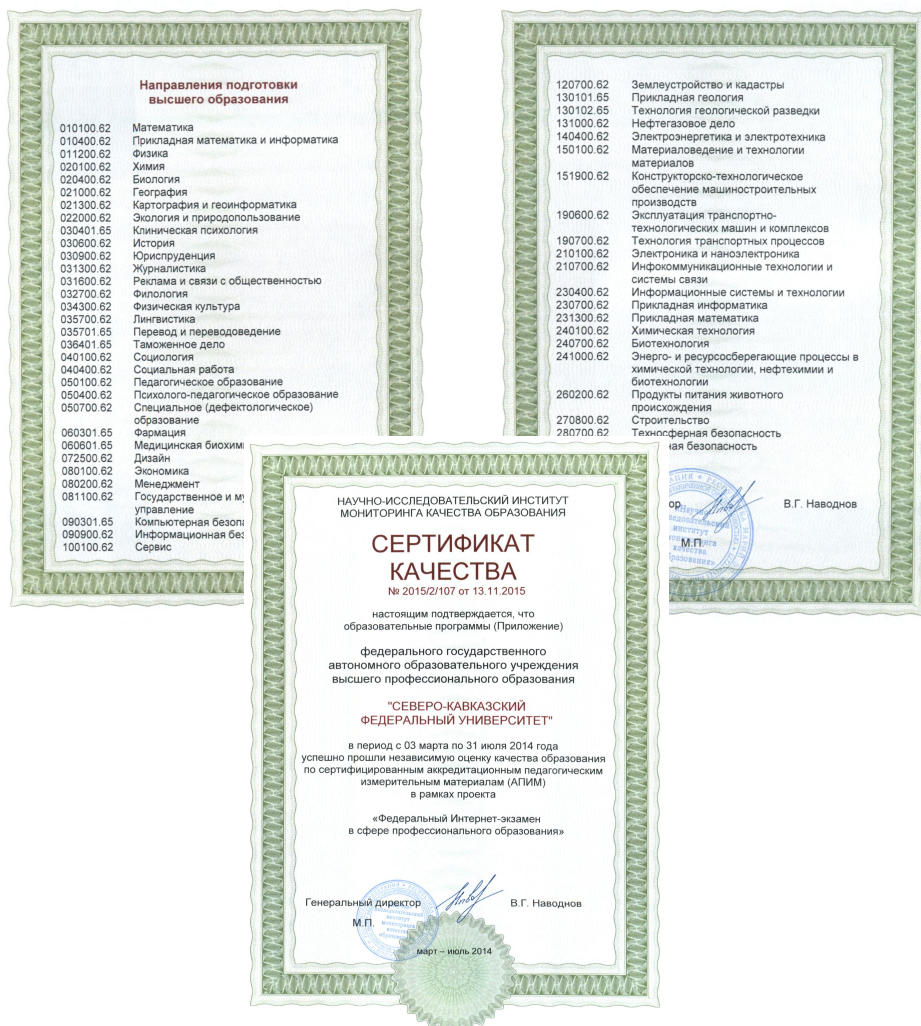 Направления подготовки
высшего образования
010100.62 Математика
010400.62 Прикладная математика и информатика
011200.62 Физика
020100.62 Химия
020400.62 Биология
021000.62 География
021300.62 Картография и геоинформатика
022000.62 Экология и природопользование
030401.65 Клиническая психология
030600.62 История
030900.62 Юриспруденция
031300.62 Журналистика
031600.62 Реклама и связи с общественностью
032700.62 Филология
034300.62 Физическая культура
035700.62 Лингвистика
035701.65 Перевод и переводоведение
036401.65 Таможенное дело
040100.62 Социология
040400.62 Социальная работа
050100.62 Педагогическое образование
050400.62 Психолого-педагогическое образование
050700.62 Специальное (дефектологическое)
образование
060301.65 Фармация
060601.65 Медицинская биохим
072500.62 Дизайн
080100.62 Экономика
080200.62 Менеджмент
081100.62 Государственное и му
управление
090301.65 Компьютерная безопа
090900.62 Информационная без
100100.62 Сервис
120700.62 Землеустройство и кадастры
130101.65 Прикладная геология
130102.65 Технология геологической разведки
131000.62 Нефтегазовое дело
140400.62 Электроэнергетика и электротехника
150100.62 Материаловедение и технологии
материалов
151900.62 Конструкторско-технологическое
обеспечение машиностроительных
производств
190600.62 Эксплуатация транспортно-
технологических машин и комплексов
190700.62 Технология транспортных процессов
210100.62 Электроника и наноэлектроника
210700.62 Инфокоммуникационные технологии и
системы связи
230400.62 Информационные системы и технологии
230700.62 Прикладная информатика
231300.62 Прикладная математика
240100.62 Химическая технология
240700.62 Биотехнология
241000.62 Энерго- и ресурсосберегающие процессы в
химической технологии, нефтехимии и
биотехнологии
260200.62 Продукты питания животного
происхождения
270800.62 Строительство
280700.62 Техносферная безопасность
ная безопасность
ор В.Г. Наводнов
М.П.
НАУЧНО-ИССЛЕДОВАТЕЛЬСКИЙ ИНСТИТУТ
МОНИТОРИНГА КАЧЕСТВА ОБРАЗОВАНИЯ
СЕРТИФИКАТ
КАЧЕСТВА
№ 2015/2/107 от 13.11.2015
настоящим подтверждается, что
образовательные программы (Приложение)
федерального государственного
автономного образовательного учреждения
высшего профессионального образования
"СЕВЕРО-КАВКАЗСКИЙ
ФЕДЕРАЛЬНЫЙ УНИВЕРСИТЕТ"
в период с 03 марта по 31 июля 2014 года
успешно прошли независимую оценку качества образования
по сертифицированным аккредитационным педагогическим
измерительным материалам (АПИМ)
в рамках проекта
«Федеральный Интернет-экзамен
в сфере профессионального образования»
Генеральный директор В.Г. Наводнов
М.П.
март – июль 2014